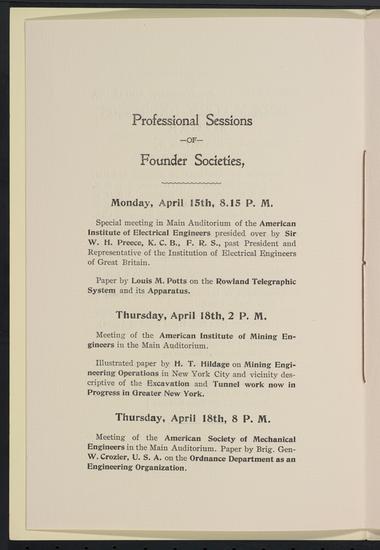 Professional Sessions
—OF—
Founder Societies,
Monday, April 15th, 8.15 P. M.
Special meeting in Main Auditorium of the American
Institute of Electrical Engineers presided over by Sir
W. H. Preece, K. C. B., F. R. S., past President and
Representative of the Institution of Electrical Engineers
of Great Britain.
Paper by Louis M. Potts on the Rowland Telegraphic
System and its Apparatus.
Thursday, April 18th, 2 P. M.
Meeting of the American Institute of Mining En-
gineers in the Main Auditorium.
Illustrated paper by H. T. Hildage on Mining Engi-
neering Operations in New York City and vicinity des-
criptive of the Excavation and Tunnel work now in
Progress in Greater New York.
Thursday, April 18th, 8 P. M.
Meeting of the American Society of Mechanical
Engineers in the Main Auditorium. Paper by Brig. Gen-
W. Crozier, U. S. A. on the Ordnance Department as an
Engineering Organization.